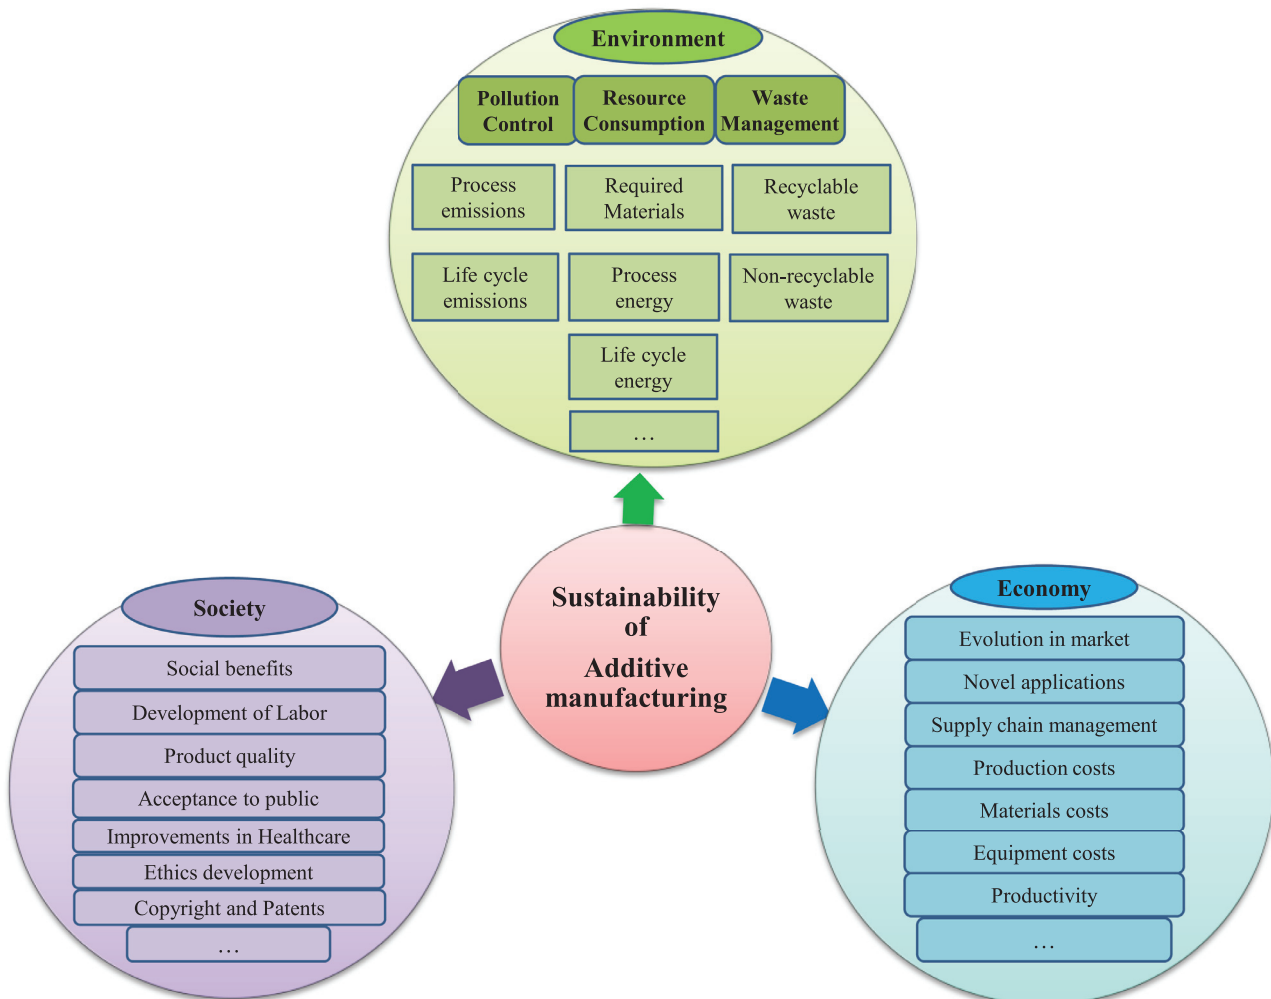 Environment
Pollution
Control
Resource
Consumption
Waste
Management
Process
emissions
Required
Materials
Recyclable
waste
Life cycle
emissions
Process
energy
Non-recyclable
waste
Life cycle
energy
…
Sustainability
of
Additive
manufacturing
Society
Social benefits
Development of Labor
Product quality
Acceptance to public
Improvements in Healthcare
Ethics development
Copyright and Patents
…
Economy
Evolution in market
Novel applications
Supply chain management
Production costs
Materials costs
Equipment costs
Productivity
…